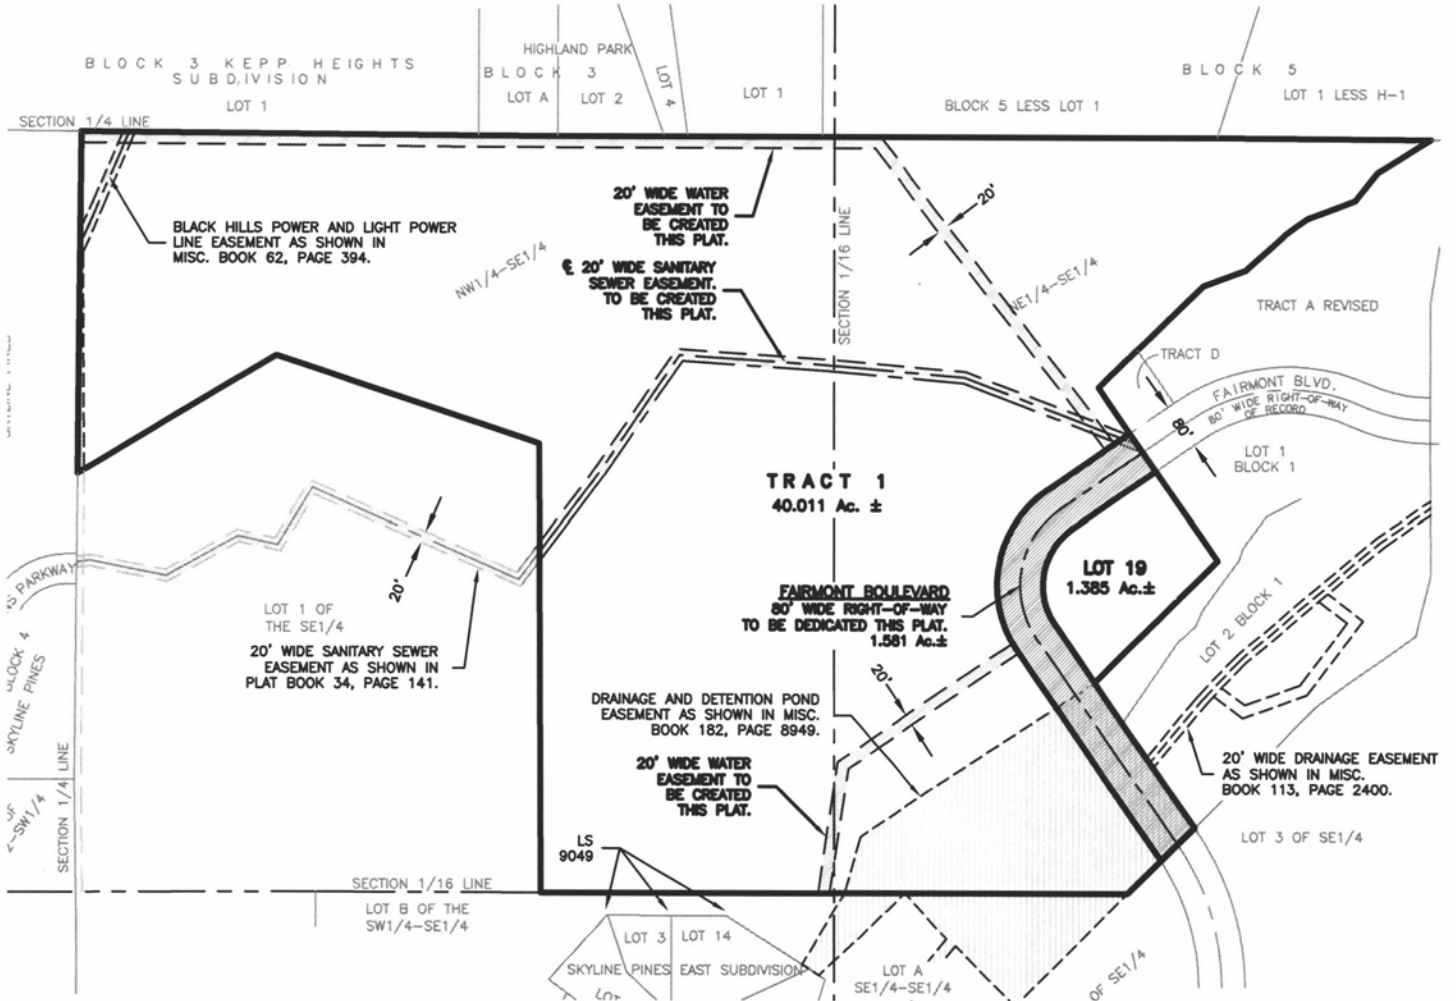 BLOCK 3 KEPP HEIGHTS
SUBDIVISION
LOT 1
HIGHLAND PARK
BLOCK 3
LOT A
LOT 2
LOT 4
LOT 1
BLOCK 5 LESS LOT 1
BLOCK 5
LOT 1 LESS H-1
SECTION 1/4 LINE
BLACK HILLS POWER AND LIGHT POWER
LINE EASEMENT AS SHOWN IN
MISC. BOOK 62, PAGE 394.
20' WIDE WATER
EASEMENT TO
BE CREATED
THIS PLAT.
20'
NW1/4-SE1/4
℄ 20' WIDE SANITARY
SEWER EASEMENT.
TO BE CREATED
THIS PLAT.
SECTION 1/16 LINE
NE1/4-SE1/4
TRACT A REVISED
TRACT D
FAIRMONT BLVD.
80' WIDE RIGHT-OF-WAY
OF RECORD
80'
LOT 1
BLOCK 1
TRACT 1
40.011 Ac. ±
LOT 19
1.385 Ac.±
FAIRMONT BOULEVARD
80' WIDE RIGHT-OF-WAY
TO BE DEDICATED THIS PLAT.
1.581 Ac.±
20'
PARKWAY
LOT 1 OF
THE SE1/4
20' WIDE SANITARY SEWER
EASEMENT AS SHOWN IN
PLAT BOOK 34, PAGE 141.
BLOCK 4
SKYLINE PINES
LOT 2 BLOCK 1
20'
DRAINAGE AND DETENTION POND
EASEMENT AS SHOWN IN MISC.
BOOK 182, PAGE 8949.
20' WIDE WATER
EASEMENT TO
BE CREATED
THIS PLAT.
20' WIDE DRAINAGE EASEMENT
AS SHOWN IN MISC.
BOOK 113, PAGE 2400.
SECTION 1/4 LINE
OF
-SW1/4
LOT 3 OF SE1/4
LS
9049
SECTION 1/16 LINE
LOT B OF THE
SW1/4-SE1/4
LOT 3
LOT 14
SKYLINE PINES EAST SUBDIVISION
LOT
LOT A
SE1/4-SE1/4
OF SE1/4